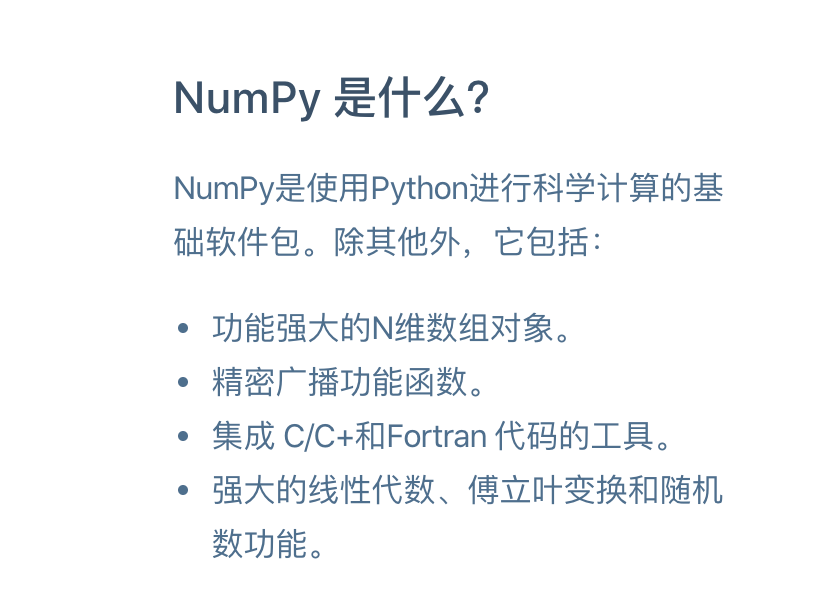 NumPy 是什么?
NumPy是使用Python进行科学计算的基
础软件包。除其他外，它包括：
• 功能强大的N维数组对象。
• 精密广播功能函数。
• 集成 C/C+和Fortran 代码的工具。
• 强大的线性代数、傅立叶变换和随机
数功能。